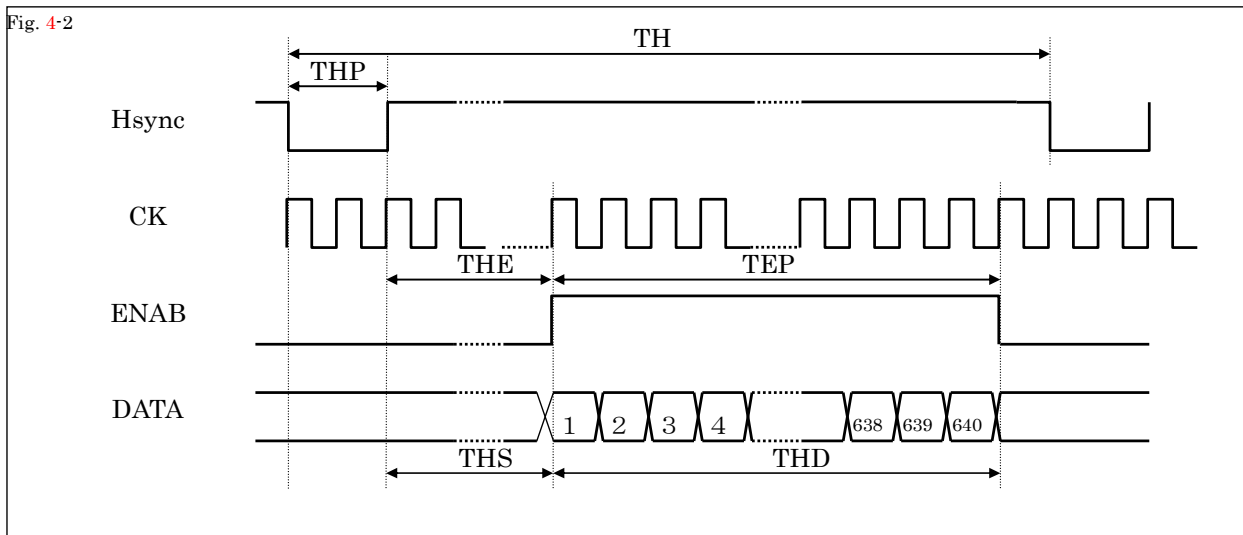 Fig. 4-2
TH
THP
Hsync
CK
THE TEP
ENAB
DATA
1 2 3 4 638 639 640
THS THD